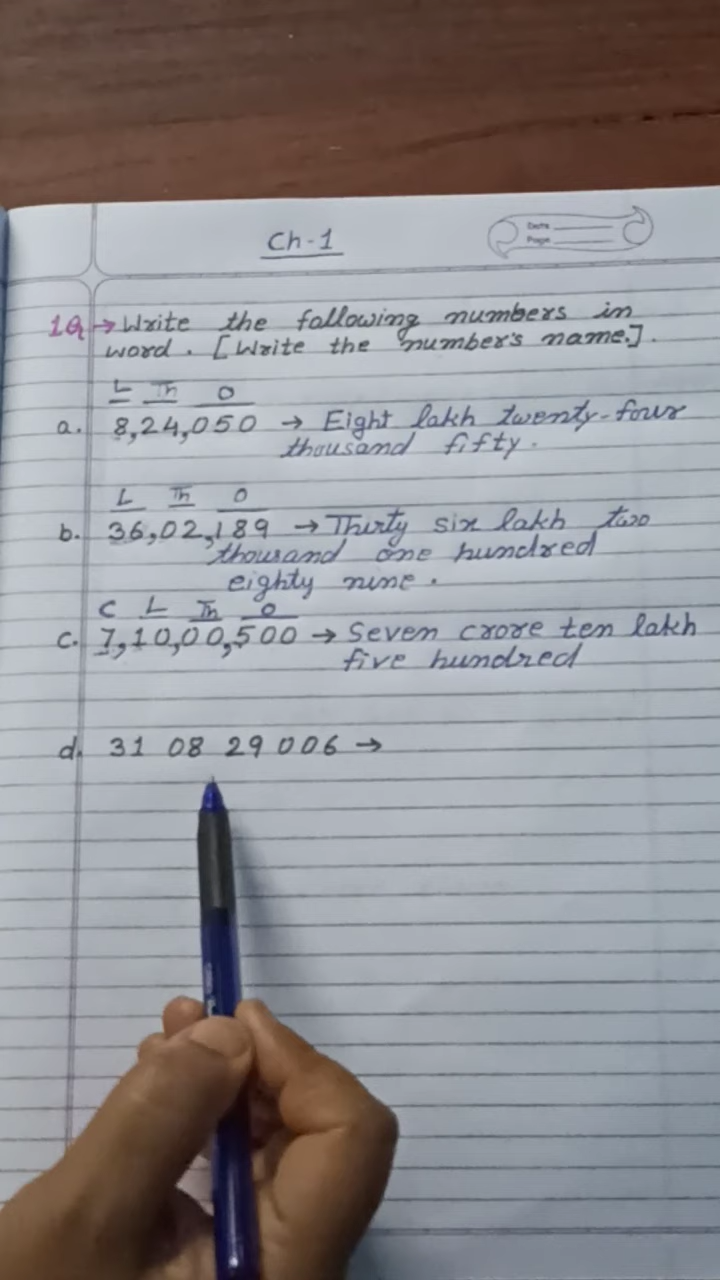 Ch-1
Date
Page
1Q→ Write the following numbers in
word. [Write the number's name.].
L Th O
a. 8,24,050 → Eight lakh twenty-four
thousand fifty.
L Th O
b. 36,02,189 → Thirty six lakh two
thousand one hundred
eighty nine.
C L Th O
c. 7,10,00,500 → Seven crore ten lakh
five hundred
d. 31 08 29 006 →